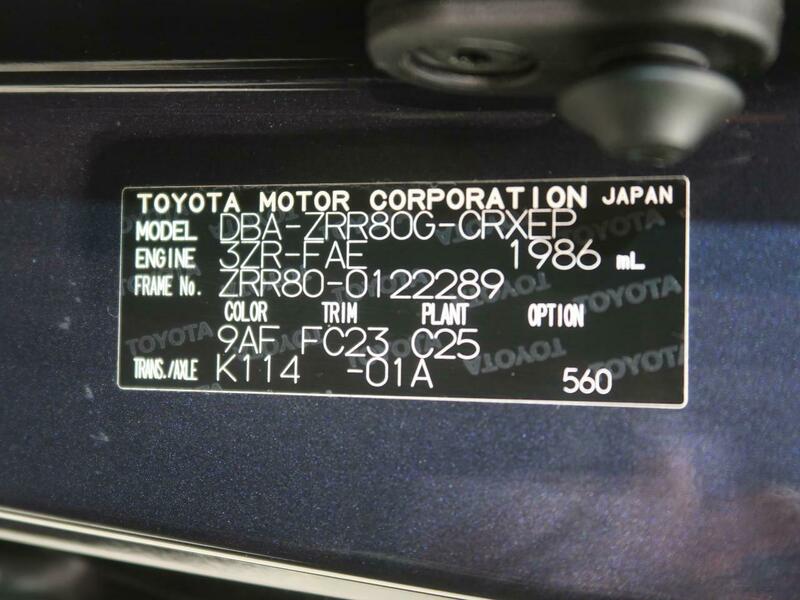 TOYOTA MOTOR CORPORATION JAPAN
MODEL DBA-ZRR80G-CRXEP
ENGINE 3ZR-FAE 1986 mL
FRAME No. ZRR80-0122289
COLOR TRIM PLANT OPTION
9AF FC23 C25
TRANS./AXLE K114 -01A 560